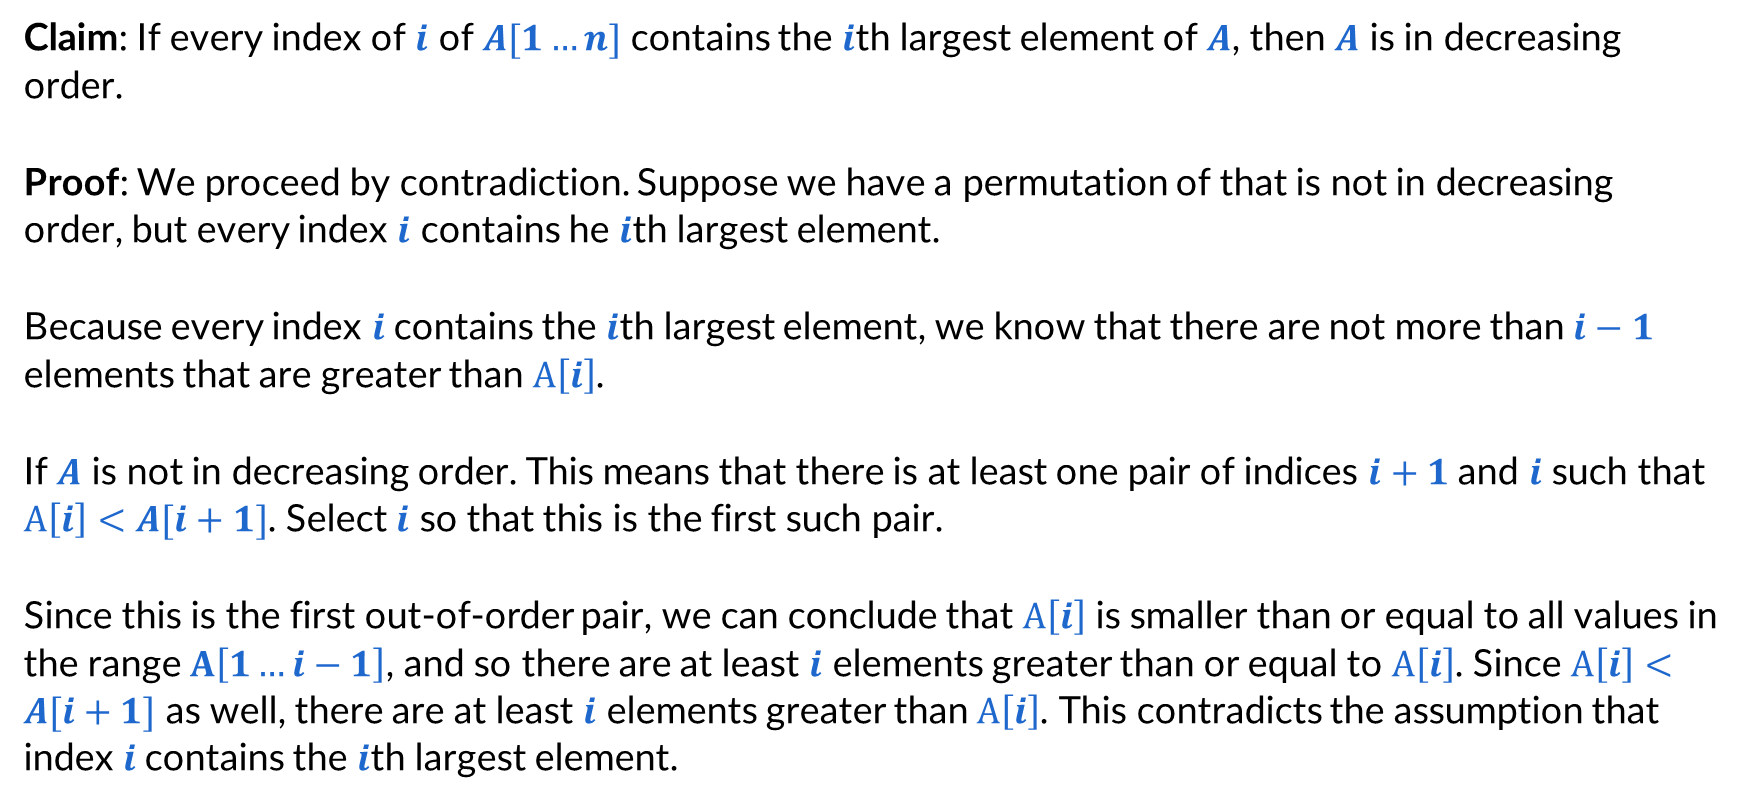 Claim: If every index of i of A[1 … n] contains the ith largest element of A, then A is in decreasing
order.
Proof: We proceed by contradiction. Suppose we have a permutation of that is not in decreasing
order, but every index i contains he ith largest element.
Because every index i contains the ith largest element, we know that there are not more than i − 1
elements that are greater than A[i].
If A is not in decreasing order. This means that there is at least one pair of indices i + 1 and i such that
A[i] < A[i + 1]. Select i so that this is the first such pair.
Since this is the first out-of-order pair, we can conclude that A[i] is smaller than or equal to all values in
the range A[1 … i − 1], and so there are at least i elements greater than or equal to A[i]. Since A[i] <
A[i + 1] as well, there are at least i elements greater than A[i]. This contradicts the assumption that
index i contains the ith largest element.